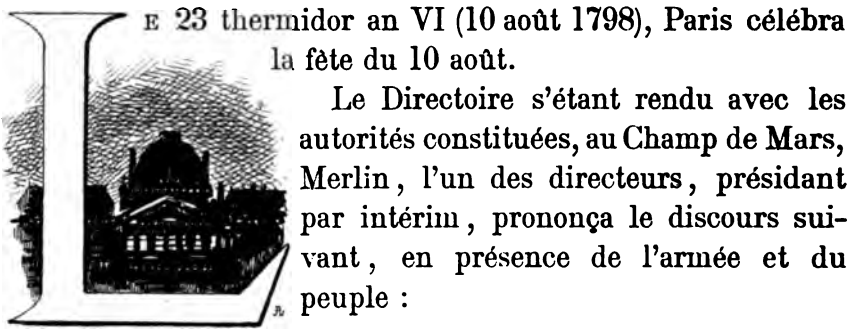 LE 23 thermidor an VI (10 août 1798), Paris célébra
la fête du 10 août.
Le Directoire s'étant rendu avec les
autorités constituées, au Champ de Mars,
Merlin, l'un des directeurs, présidant
par intérim, prononça le discours sui-
vant, en présence de l'armée et du
peuple :